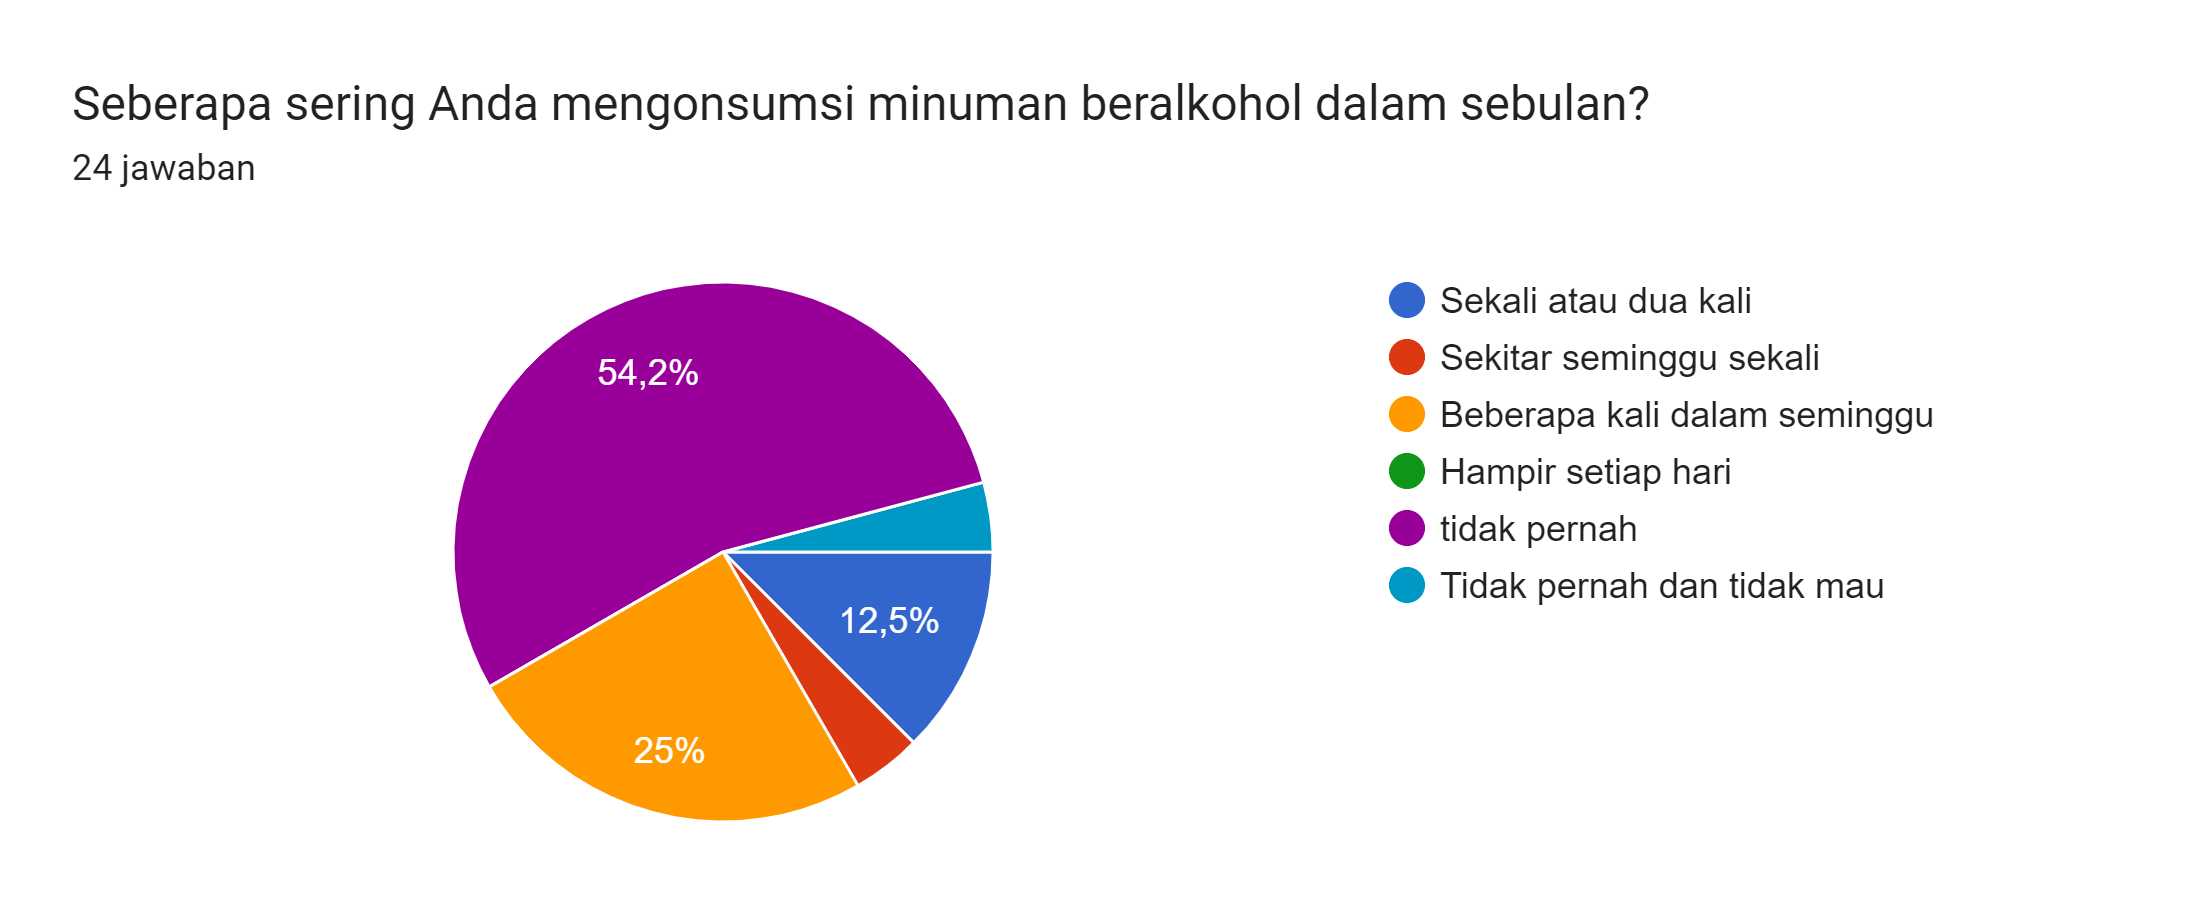 Seberapa sering Anda mengonsumsi minuman beralkohol dalam sebulan?
24 jawaban
54,2%
12,5%
25%
Sekali atau dua kali
Sekitar seminggu sekali
Beberapa kali dalam seminggu
Hampir setiap hari
tidak pernah
Tidak pernah dan tidak mau